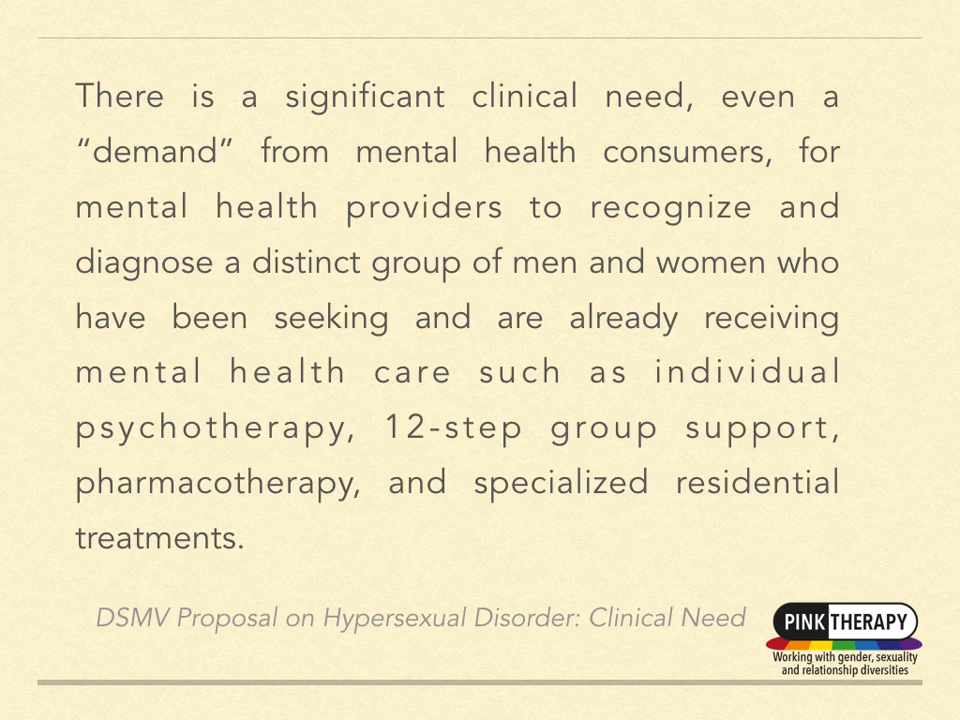 There is a significant clinical need, even a
“demand” from mental health consumers, for
mental health providers to recognize and
diagnose a distinct group of men and women who
have been seeking and are already receiving
mental health care such as individual
psychotherapy, 12-step group support,
pharmacotherapy, and specialized residential
treatments.
DSMV Proposal on Hypersexual Disorder: Clinical Need
PINK THERAPY
Working with gender, sexuality
and relationship diversities